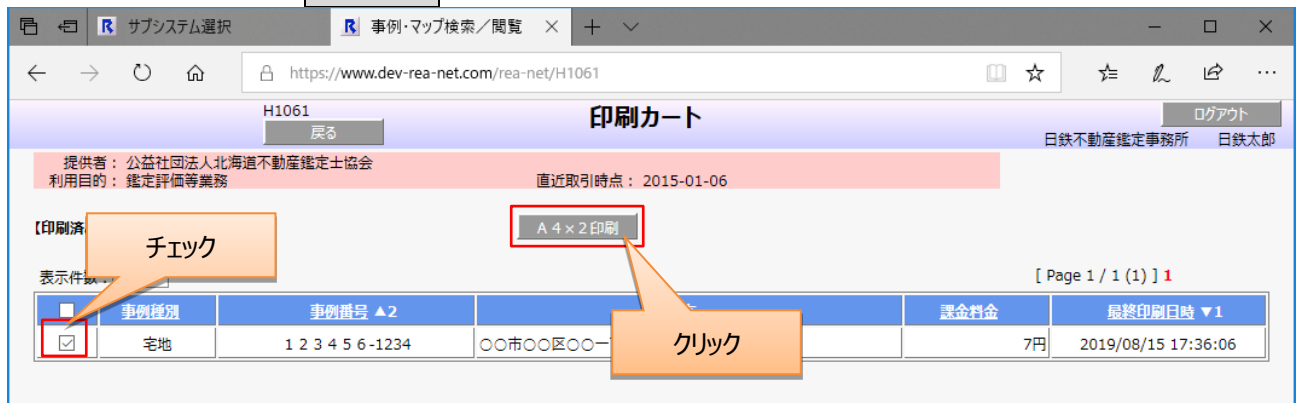 サブシステム選択
事例・マップ検索／閲覧
https://www.dev-rea-net.com/rea-net/H1061
H1061
戻る
印刷カート
ログアウト
日鉄不動産鑑定事務所 日鉄太郎
提供者： 公益社団法人北海道不動産鑑定士協会
利用目的： 鑑定評価等業務
直近取引時点： 2015-01-06
【印刷済
Ａ４×２印刷
チェック
表示件数
[ Page 1 / 1 (1) ] 1
事例種別 事例番号 ▲2 課金料金 最終印刷日時 ▼1
宅地 １２３４５６-1234 ○○市○○区○○一 7円 2019/08/15 17:36:06
クリック